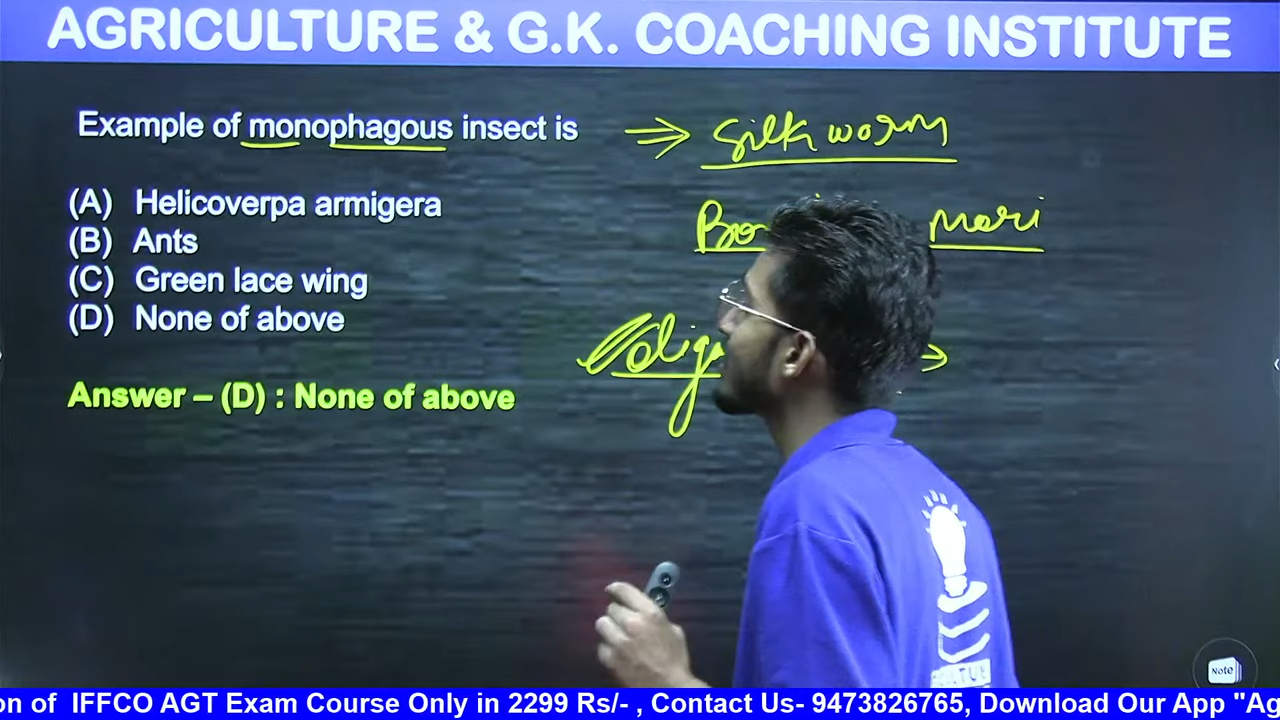 AGRICULTURE & G.K. COACHING INSTITUTE
Example of monophagous insect is
⇒ Silk worm
(A) Helicoverpa armigera
mori
(B) Ants
(C) Green lace wing
(D) None of above
Answer – (D) : None of above
Note
on of IFFCO AGT Exam Course Only in 2299 Rs/- , Contact Us- 9473826765, Download Our App "Ag